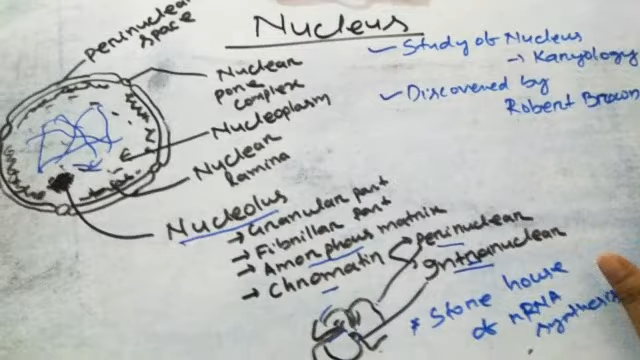 Nucleus
perinuclear
space
Nuclear
pore
complex
Nucleoplasm
Nuclear
Lamina
✓ Study of Nucleus
→ Karyology
✓ Discovered by
Robert Brown
Nucleolus
→ Granular part
→ Fibrillar part
→ Amorphous matrix
→ Chromatin
perinuclear
Intranuclear
* Store house
of rRNA
synthesis